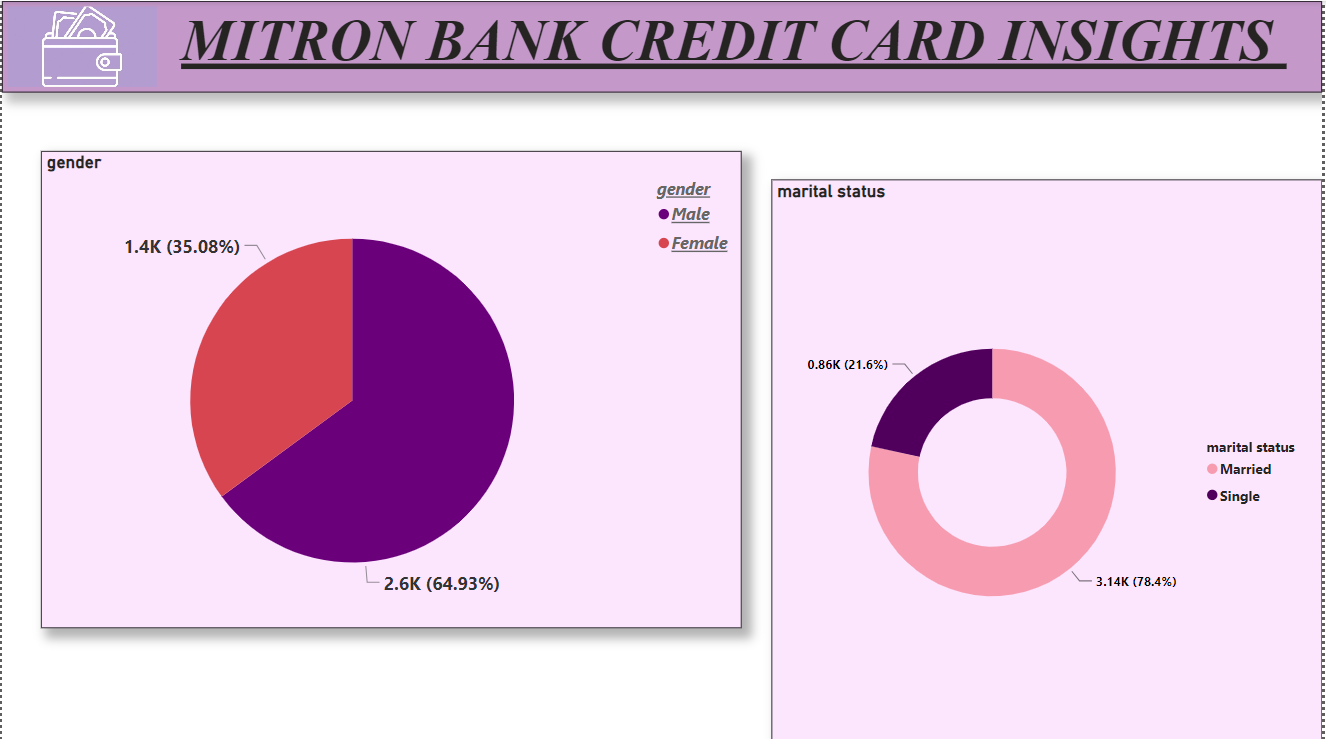 MITRON BANK CREDIT CARD INSIGHTS
gender
gender
Male
Female
1.4K (35.08%)
2.6K (64.93%)
marital status
0.86K (21.6%)
marital status
Married
Single
3.14K (78.4%)